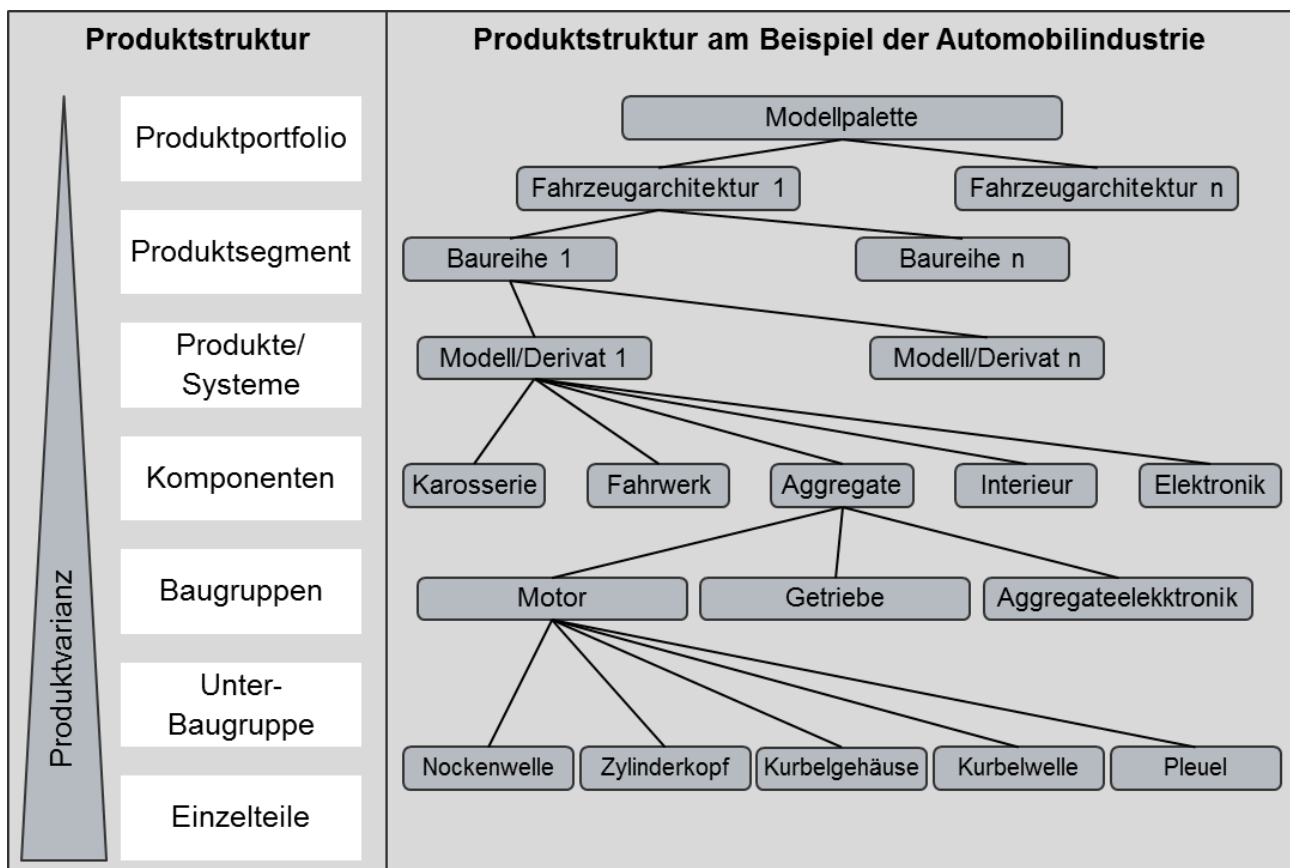 Produktstruktur
Produktportfolio
Produktsegment
Produkte/
Systeme
Komponenten
Baugruppen
Unter-
Baugruppe
Einzelteile
Produktvarianz
Produktstruktur am Beispiel der Automobilindustrie
Modellpalette
Fahrzeugarchitektur 1
Fahrzeugarchitektur n
Baureihe 1
Baureihe n
Modell/Derivat 1
Modell/Derivat n
Karosserie
Fahrwerk
Aggregate
Interieur
Elektronik
Motor
Getriebe
Aggregateelekktronik
Nockenwelle
Zylinderkopf
Kurbelgehäuse
Kurbelwelle
Pleuel